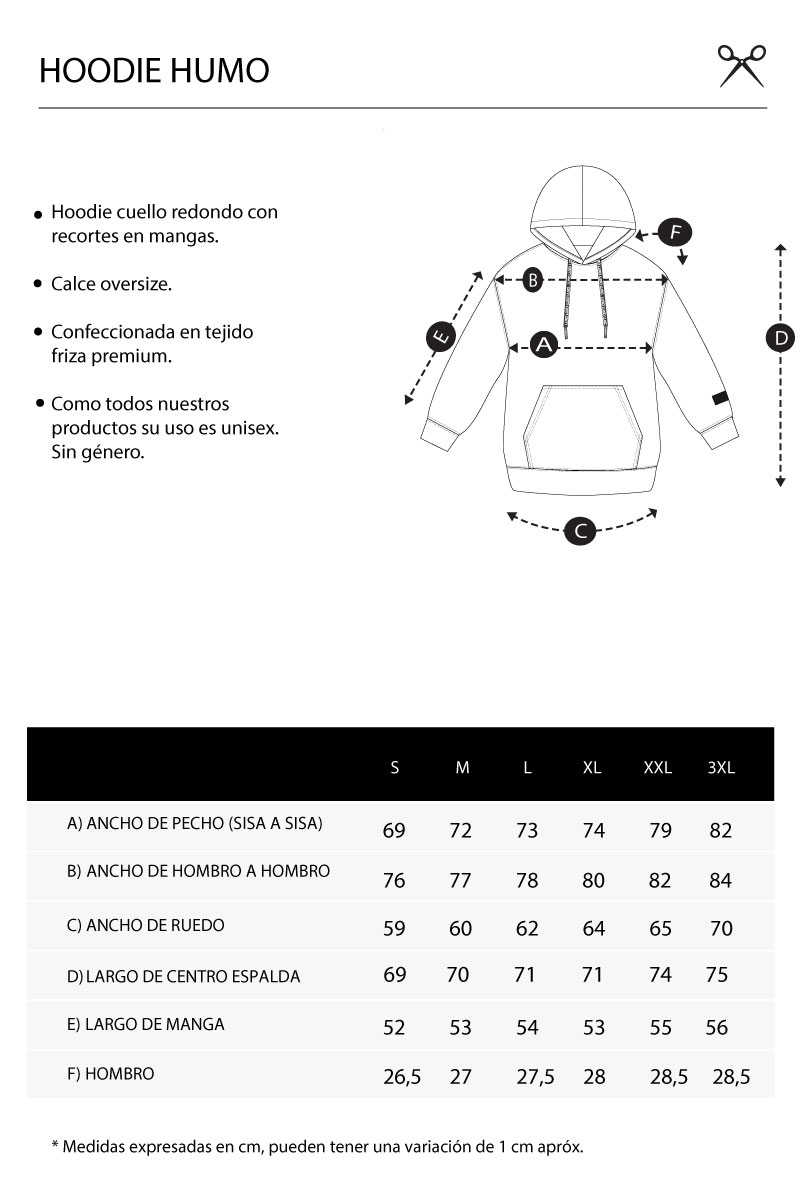 HOODIE HUMO
• Hoodie cuello redondo con
recortes en mangas.
• Calce oversize.
• Confeccionada en tejido
friza premium.
• Como todos nuestros
productos su uso es unisex.
Sin género.
F
B
E
A
D
C
S M L XL XXL 3XL
A) ANCHO DE PECHO (SISA A SISA) 69 72 73 74 79 82
B) ANCHO DE HOMBRO A HOMBRO 76 77 78 80 82 84
C) ANCHO DE RUEDO 59 60 62 64 65 70
D) LARGO DE CENTRO ESPALDA 69 70 71 71 74 75
E) LARGO DE MANGA 52 53 54 53 55 56
F) HOMBRO 26,5 27 27,5 28 28,5 28,5
* Medidas expresadas en cm, pueden tener una variación de 1 cm apróx.